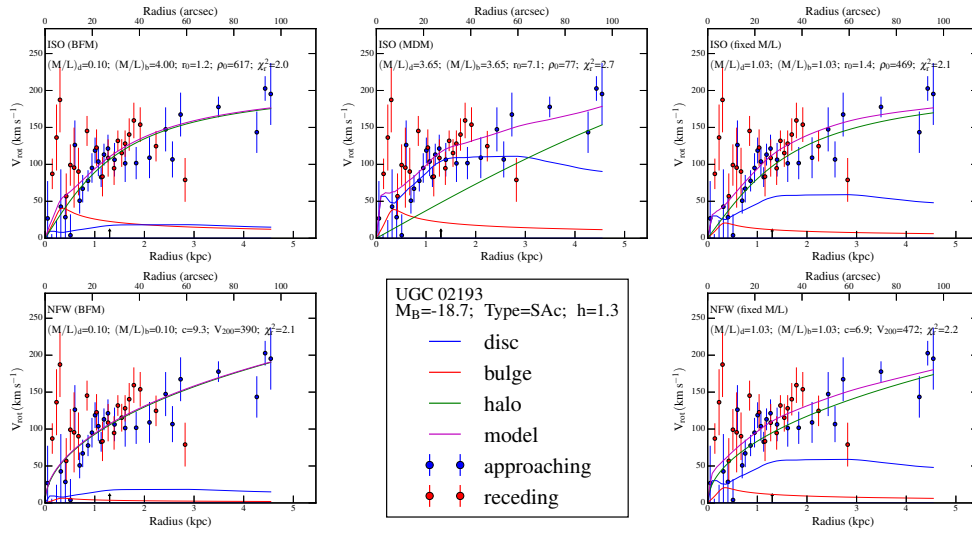 Radius (arcsec)
Radius (arcsec)
Radius (arcsec)
0 20 40 60 80 100
0 20 40 60 80 100
0 20 40 60 80 100
ISO (BFM)
(M/L)d=0.10; (M/L)b=4.00; r0=1.2; ρ0=617; χ²r=2.0
ISO (MDM)
(M/L)d=3.65; (M/L)b=3.65; r0=7.1; ρ0=77; χ²r=2.7
ISO (fixed M/L)
(M/L)d=1.03; (M/L)b=1.03; r0=1.4; ρ0=469; χ²r=2.1
Vrot(km s⁻¹)
250
200
150
100
50
0
250
200
150
100
50
0
250
200
150
100
50
0
0 1 2 3 4 5
0 1 2 3 4 5
0 1 2 3 4 5
Radius (kpc)
Radius (kpc)
Radius (kpc)
Radius (arcsec)
0 20 40 60 80 100
NFW (BFM)
(M/L)d=0.10; (M/L)b=0.10; c=9.3; V200=390; χ²r=2.1
Vrot(km s⁻¹)
250
200
150
100
50
0
0 1 2 3 4 5
Radius (kpc)
UGC 02193
MB=-18.7; Type=SAc; h=1.3
disc
bulge
halo
model
approaching
receding
Radius (arcsec)
0 20 40 60 80 100
NFW (fixed M/L)
(M/L)d=1.03; (M/L)b=1.03; c=6.9; V200=472; χ²r=2.2
250
200
150
100
50
0
0 1 2 3 4 5
Radius (kpc)